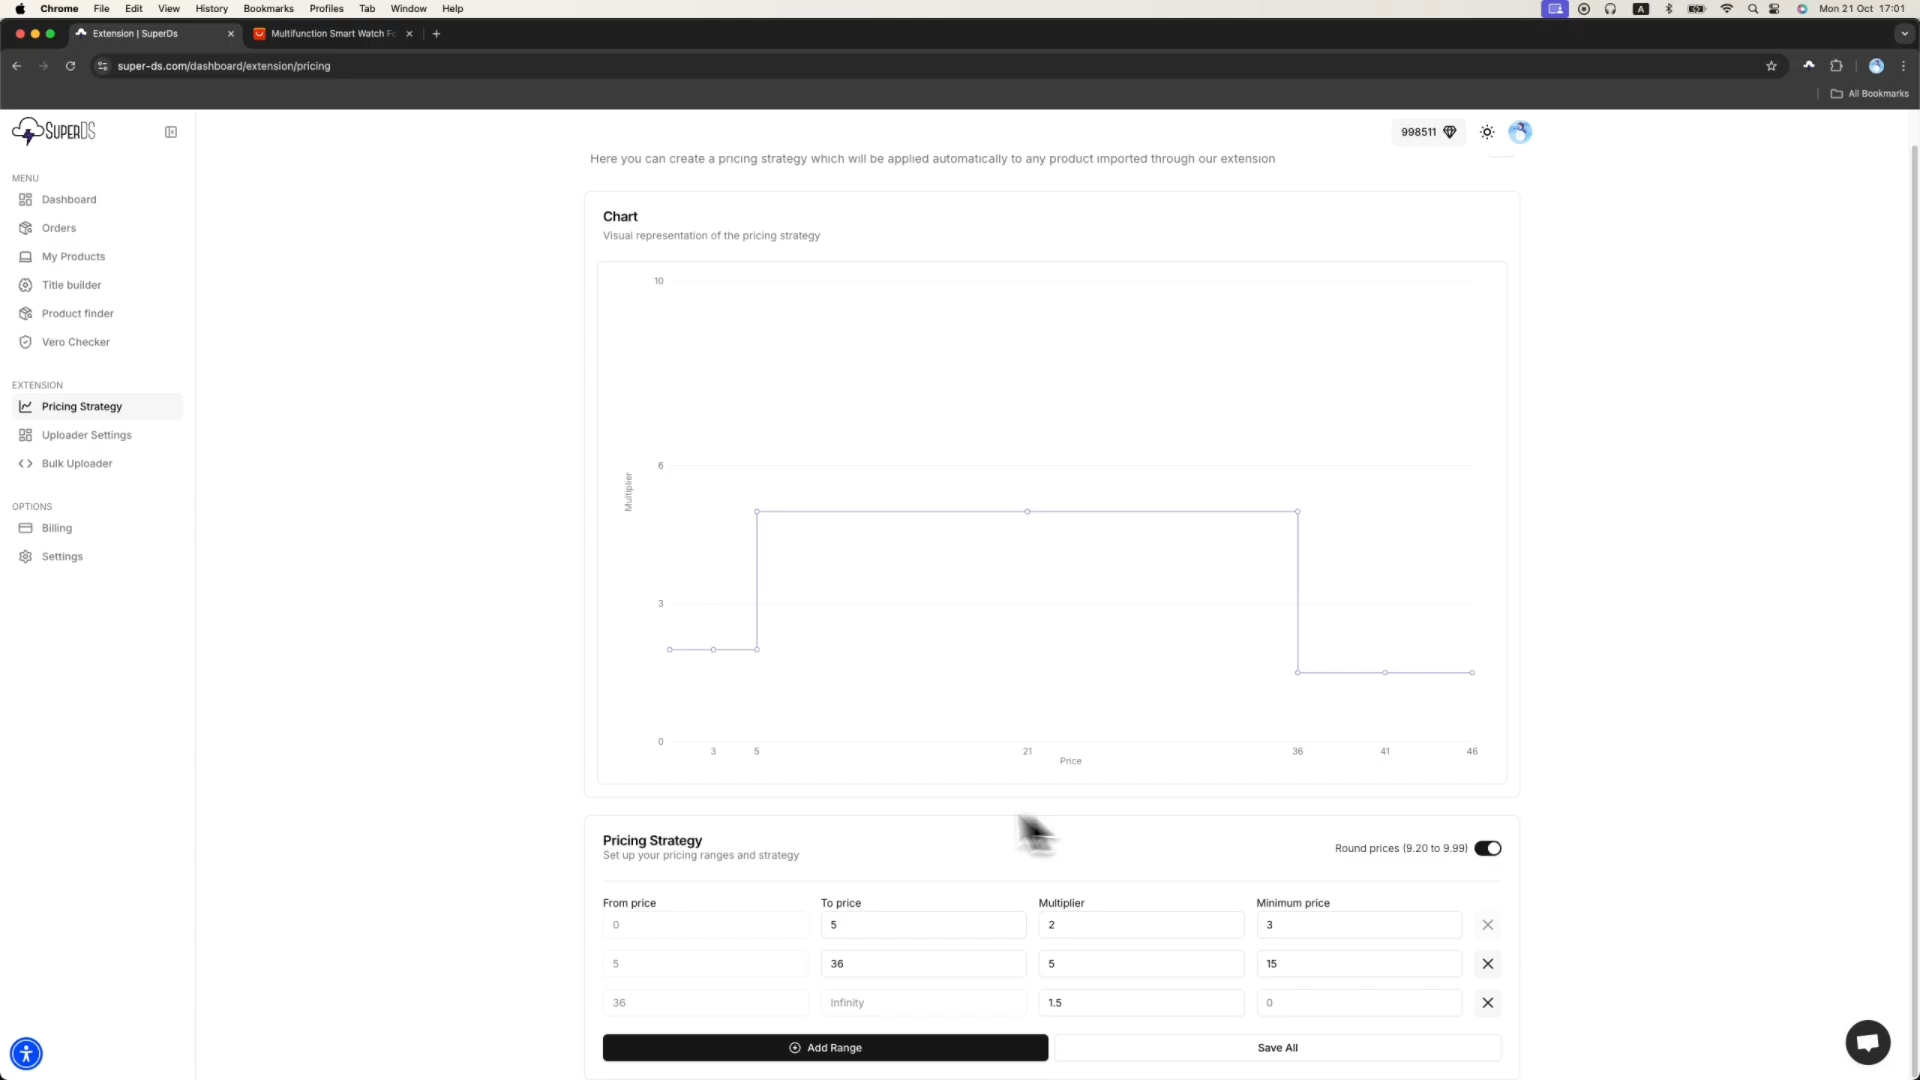 Chrome File Edit View History Bookmarks Profiles Tab Window Help
A
Mon 21 Oct 17:01
Extension | SuperDs
Multifunction Smart Watch Fo
super-ds.com/dashboard/extension/pricing
All Bookmarks
SUPERDS
998511
MENU
Dashboard
Orders
My Products
Title builder
Product finder
Vero Checker
EXTENSION
Pricing Strategy
Uploader Settings
Bulk Uploader
OPTIONS
Billing
Settings
Here you can create a pricing strategy which will be applied automatically to any product imported through our extension
Chart
Visual representation of the pricing strategy
10
6
3
0
Multiplier
3 5 21 36 41 46
Price
Pricing Strategy
Set up your pricing ranges and strategy
Round prices (9.20 to 9.99)
From price To price Multiplier Minimum price
0 5 2 3
5 36 5 15
36 Infinity 1.5 0
Add Range
Save All